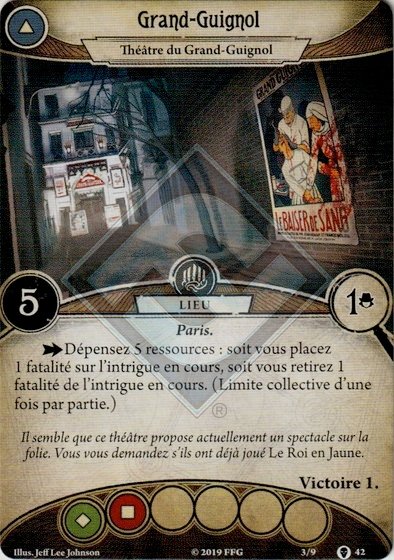 Grand-Guignol
Théâtre du Grand-Guignol
GRAND GUIGNOL
LE BAISER DE SANG
5
LIEU
1
Paris.
Dépensez 5 ressources : soit vous placez
1 fatalité sur l'intrigue en cours, soit vous retirez 1
fatalité de l'intrigue en cours. (Limite collective d'une
fois par partie.)
Il semble que ce théâtre propose actuellement un spectacle sur la
folie. Vous vous demandez s'ils ont déjà joué Le Roi en Jaune.
Victoire 1.
Illus. Jeff Lee Johnson © 2019 FFG 3/9 42
®